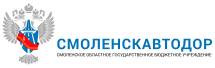 СМОЛЕНСКАВТОДОР
СМОЛЕНСКОЕ ОБЛАСТНОЕ ГОСУДАРСТВЕННОЕ БЮДЖЕТНОЕ УЧРЕЖДЕНИЕ